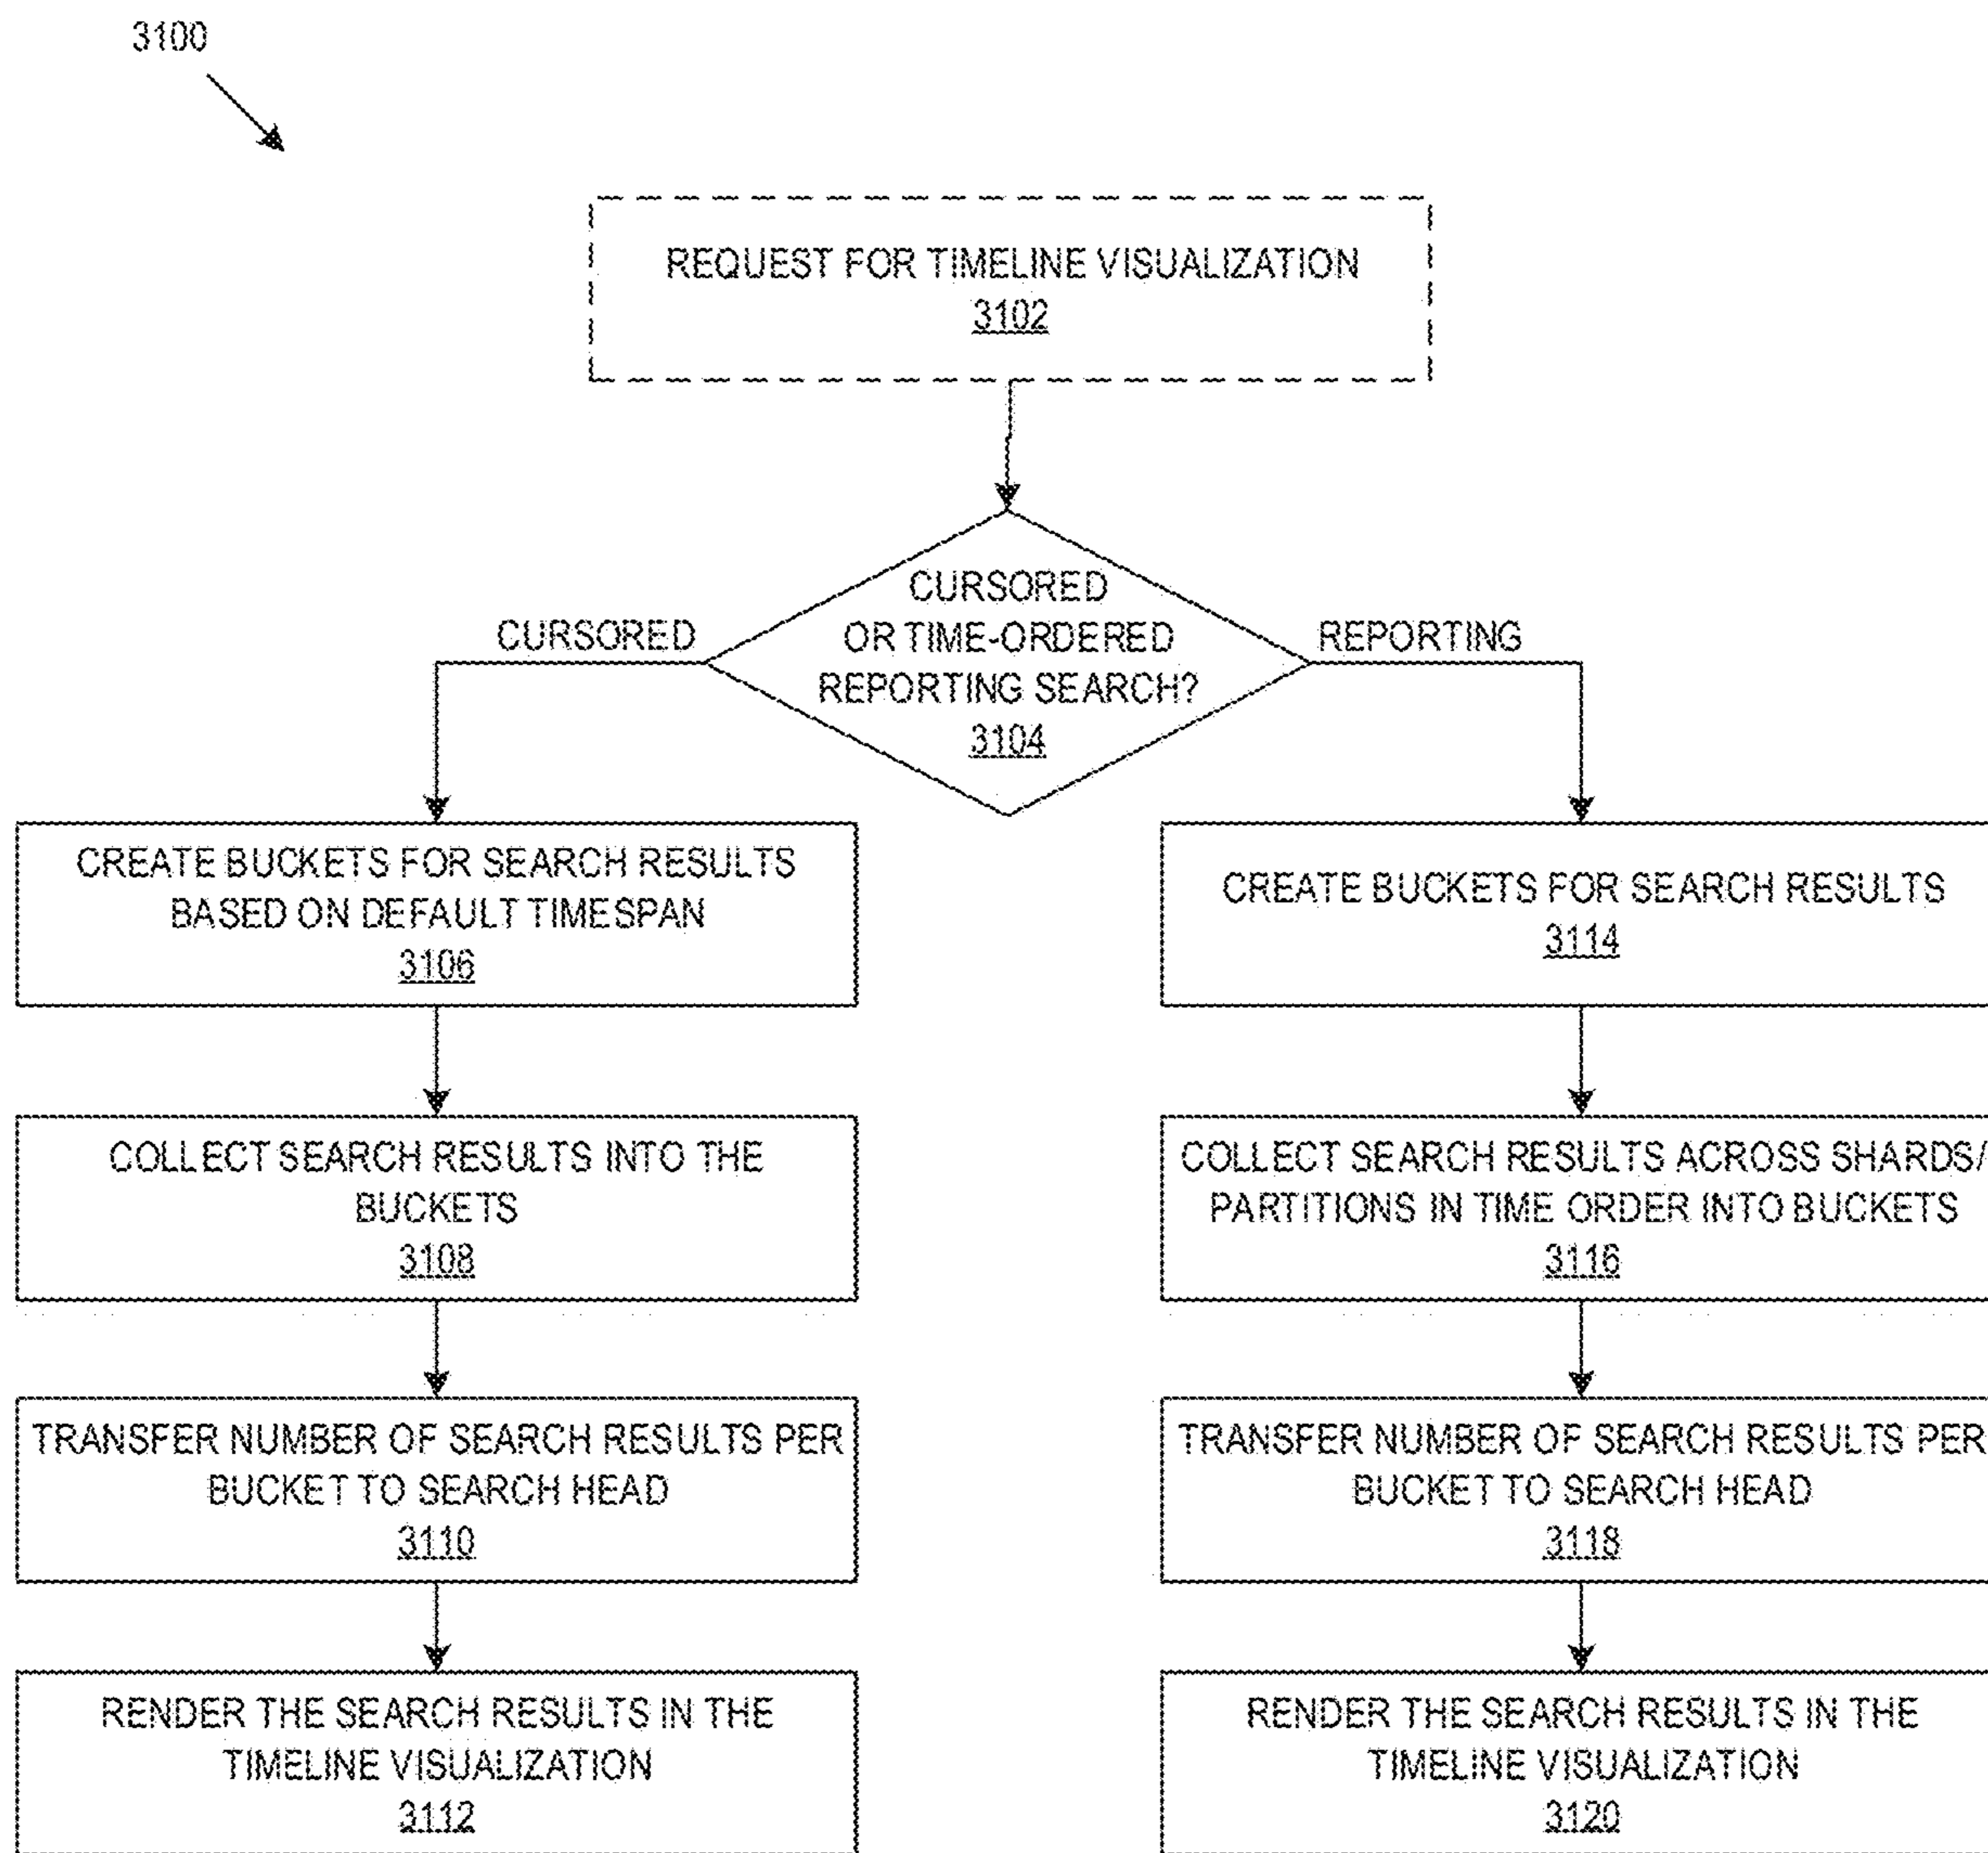 3100
REQUEST FOR TIMELINE VISUALIZATION
3102
CURSORED
OR TIME-ORDERED
REPORTING SEARCH?
3104
CURSORED
REPORTING
CREATE BUCKETS FOR SEARCH RESULTS
BASED ON DEFAULT TIMESPAN
3106
COLLECT SEARCH RESULTS INTO THE
BUCKETS
3108
TRANSFER NUMBER OF SEARCH RESULTS PER
BUCKET TO SEARCH HEAD
3110
RENDER THE SEARCH RESULTS IN THE
TIMELINE VISUALIZATION
3112
CREATE BUCKETS FOR SEARCH RESULTS
3114
COLLECT SEARCH RESULTS ACROSS SHARDS/
PARTITIONS IN TIME ORDER INTO BUCKETS
3116
TRANSFER NUMBER OF SEARCH RESULTS PER
BUCKET TO SEARCH HEAD
3118
RENDER THE SEARCH RESULTS IN THE
TIMELINE VISUALIZATION
3120